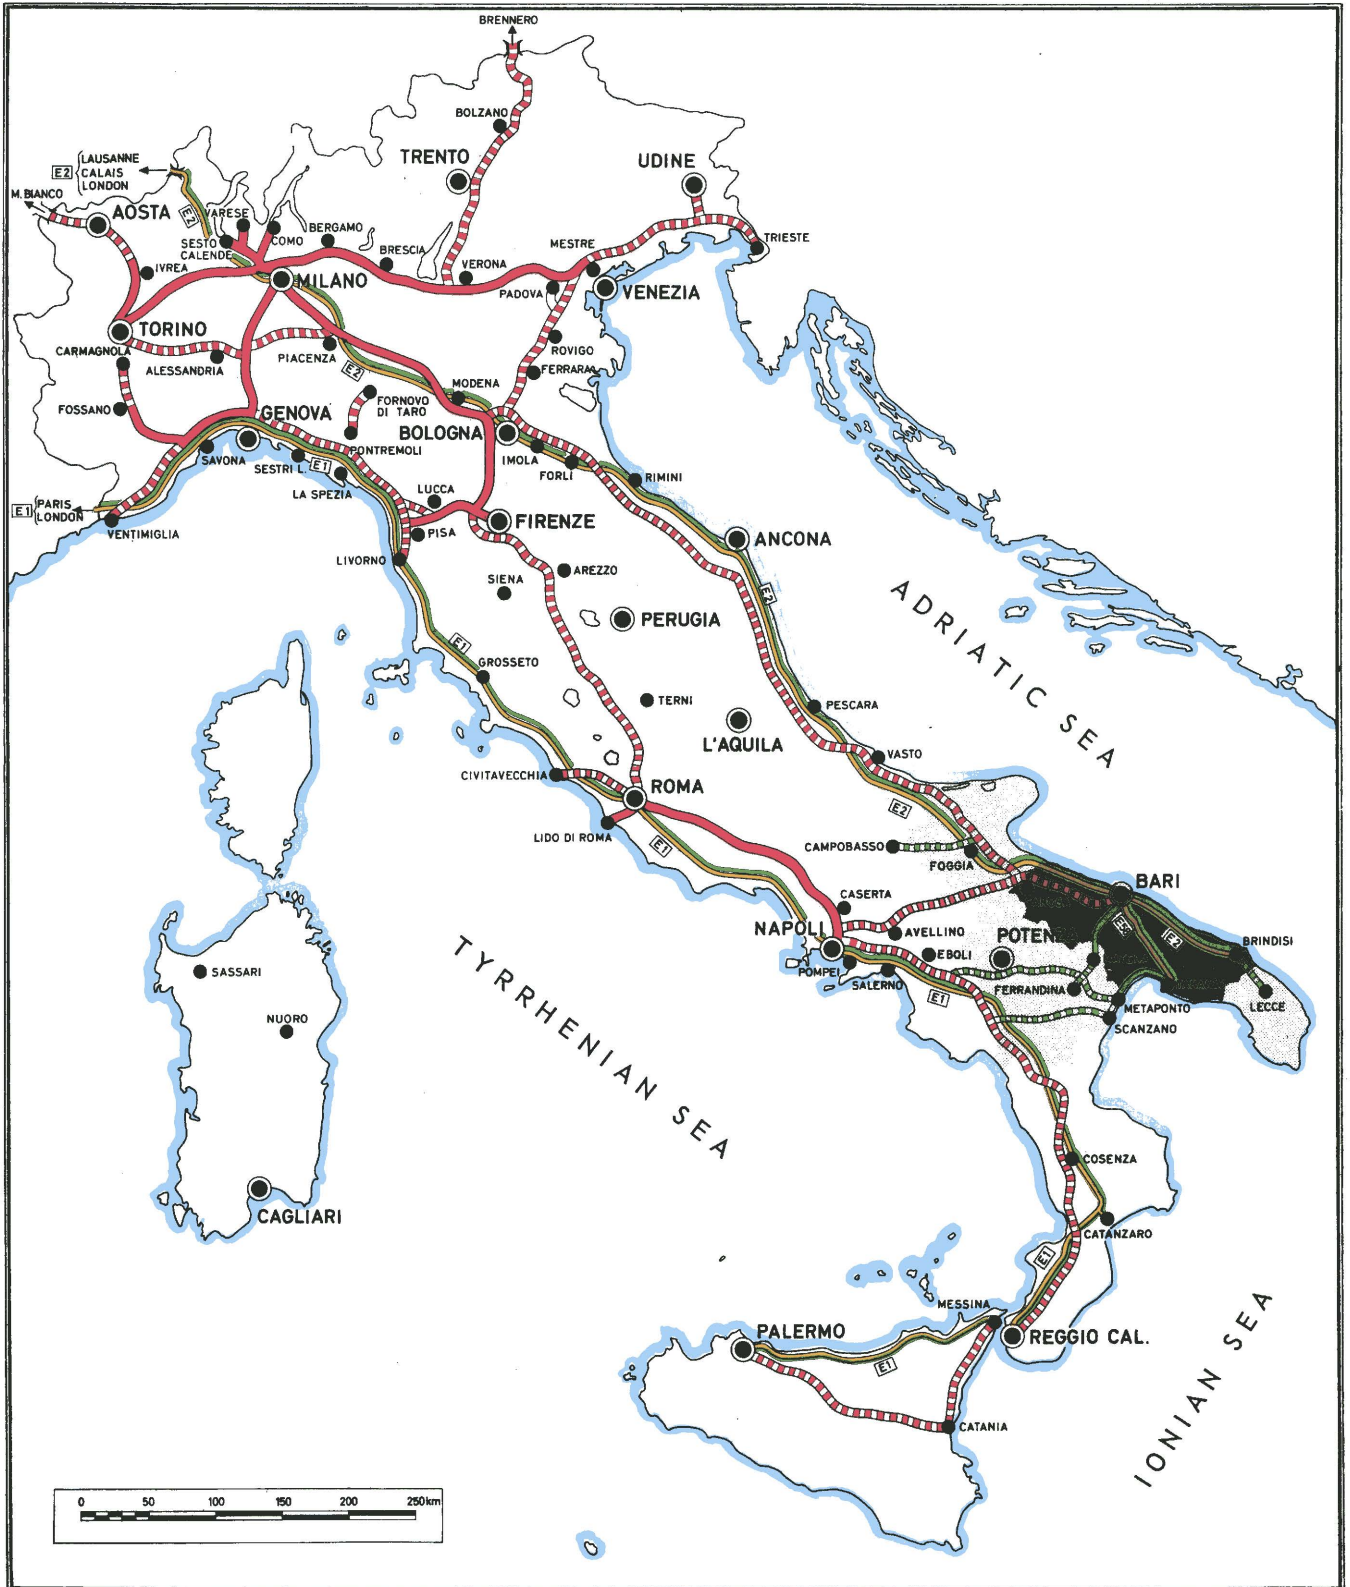 BRENNERO
BOLZANO
TRENTO
UDINE
E2
LAUSANNE
CALAIS
LONDON
M. BIANCO
AOSTA
E2
VARESE
SESTO
CALENDE
COMO
BERGAMO
BRESCIA
MESTRE
TRIESTE
IVREA
MILANO
VERONA
PADOVA
VENEZIA
TORINO
CARMAGNOLA
ALESSANDRIA
PIACENZA
E2
ROVIGO
FERRARA
MODENA
FORNOVO
DI TARO
FOSSANO
GENOVA
BOLOGNA
PONTREMOLI
SAVONA
SESTRI L.
E1
LA SPEZIA
IMOLA
FORLÌ
RIMINI
E1
PARIS
LONDON
VENTIMIGLIA
LUCCA
PISA
FIRENZE
ANCONA
LIVORNO
SIENA
AREZZO
E2
PERUGIA
ADRIATIC SEA
E1
GROSSETO
TERNI
PESCARA
L'AQUILA
VASTO
CIVITAVECCHIA
ROMA
E2
LIDO DI ROMA
E1
CAMPOBASSO
FOGGIA
BARI
CASERTA
NAPOLI
AVELLINO
POTENZA
E2
BRINDISI
EBOLI
POMPEI
SALERNO
E1
FERRANDINA
METAPONTO
SCANZANO
LECCE
TYRRHENIAN SEA
SASSARI
NUORO
COSENZA
CAGLIARI
CATANZARO
E1
MESSINA
PALERMO
REGGIO CAL.
E1
CATANIA
IONIAN SEA
0 50 100 150 200 250km